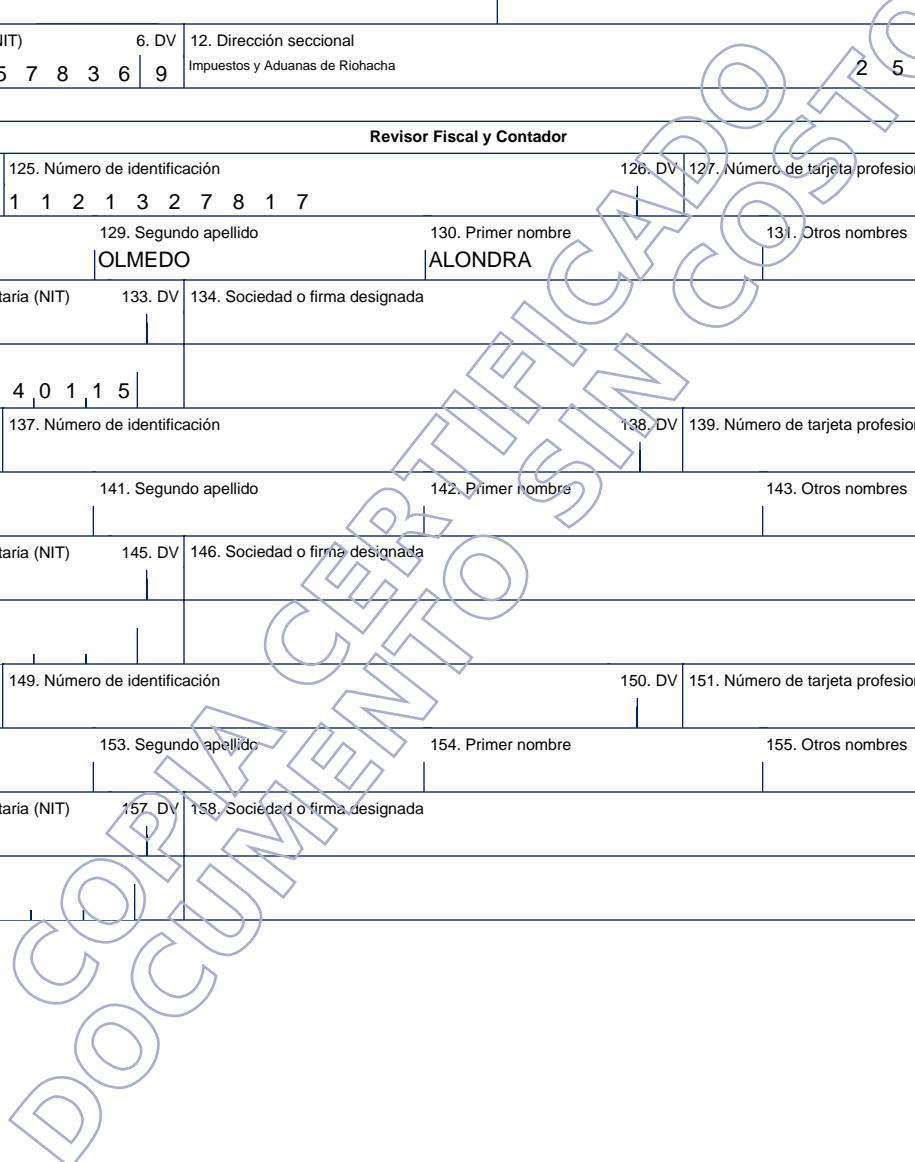 NIT) 6. DV 12. Dirección seccional
5 7 8 3 6 9 Impuestos y Aduanas de Riohacha 2 5
Revisor Fiscal y Contador
125. Número de identificación 126. DV 127. Número de tarjeta profesion
1 1 2 1 3 2 7 8 1 7
129. Segundo apellido 130. Primer nombre 131. Otros nombres
OLMEDO ALONDRA
taria (NIT) 133. DV 134. Sociedad o firma designada
4 0 1 1 5
137. Número de identificación 138. DV 139. Número de tarjeta profesion
141. Segundo apellido 142. Primer nombre 143. Otros nombres
taria (NIT) 145. DV 146. Sociedad o firma designada
149. Número de identificación 150. DV 151. Número de tarjeta profesion
153. Segundo apellido 154. Primer nombre 155. Otros nombres
taria (NIT) 157. DV 158. Sociedad o firma designada
COPIA CERTIFICADO
DOCUMENTO SIN COSTO